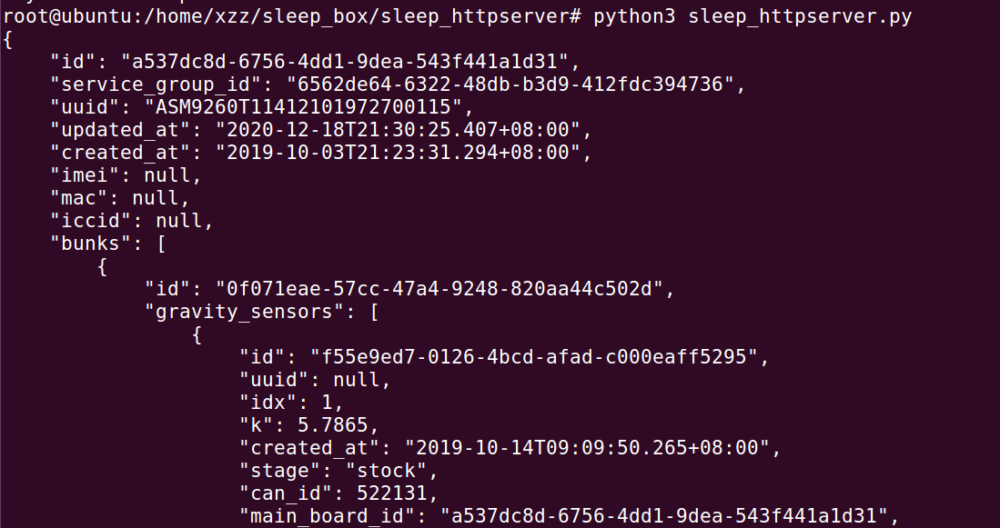 root@ubuntu:/home/xzz/sleep_box/sleep_httpserver# python3 sleep_httpserver.py
{
    "id": "a537dc8d-6756-4dd1-9dea-543f441a1d31",
    "service_group_id": "6562de64-6322-48db-b3d9-412fdc394736",
    "uuid": "ASM9260T11412101972700115",
    "updated_at": "2020-12-18T21:30:25.407+08:00",
    "created_at": "2019-10-03T21:23:31.294+08:00",
    "imei": null,
    "mac": null,
    "iccid": null,
    "bunks": [
        {
            "id": "0f071eae-57cc-47a4-9248-820aa44c502d",
            "gravity_sensors": [
                {
                    "id": "f55e9ed7-0126-4bcd-afad-c000eaff5295",
                    "uuid": null,
                    "idx": 1,
                    "k": 5.7865,
                    "created_at": "2019-10-14T09:09:50.265+08:00",
                    "stage": "stock",
                    "can_id": 522131,
                    "main_board_id": "a537dc8d-6756-4dd1-9dea-543f441a1d31",